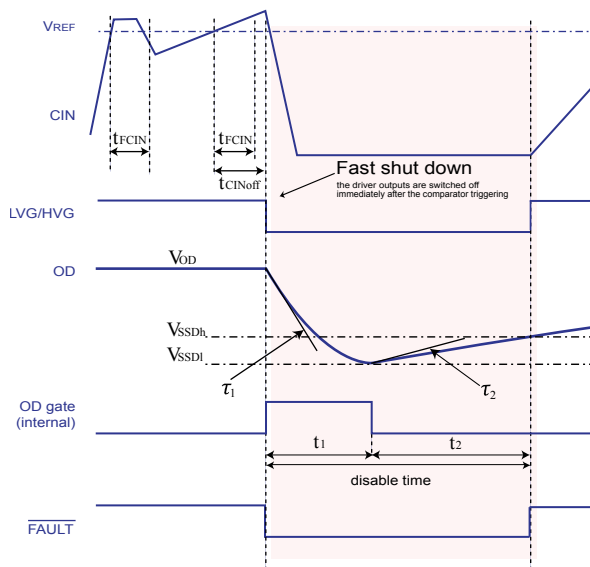 VREF
CIN
tFCIN
tFCIN
tCINoff
Fast shut down
the driver outputs are switched off
immediately after the comparator triggering
LVG/HVG
VOD
OD
VSSDh
VSSDl
τ1
τ2
OD gate
(internal)
t1
t2
disable time
FAULT